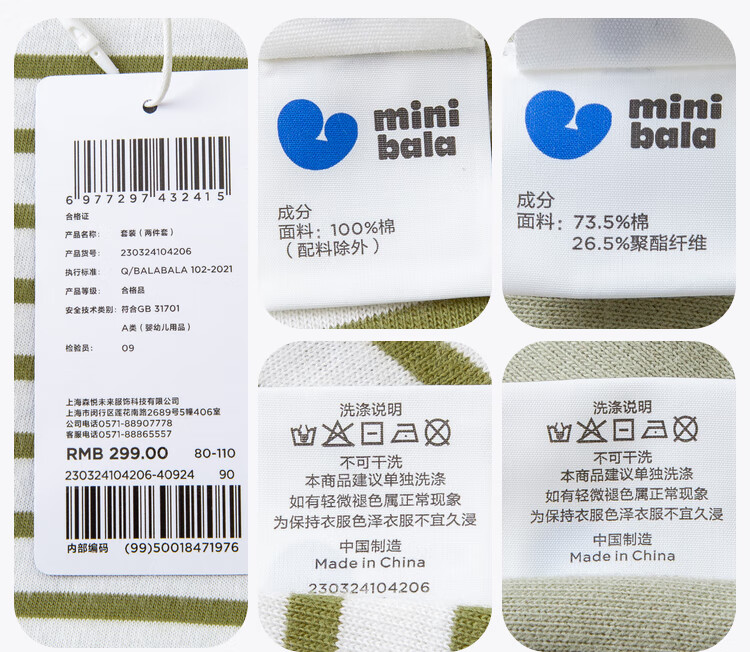 6 977297 432415
合格证
产品名称: 套装 (两件套)
产品货号: 230324104206
执行标准: Q/BALABALA 102-2021
产品等级: 合格品
安全技术类别: 符合GB 31701
A类 (婴幼儿用品)
检验员: 09
上海森悦未来服饰科技有限公司
上海市闵行区莲花南路2689号5幢406室
公司电话0571-88907778
客服电话0571-88865557
RMB 299.00 80-110
230324104206-40924 90
内部编码 (99)50018471976
mini
bala
成分
面料: 100%棉
(配料除外)
mini
bala
成分
面料: 73.5%棉
26.5%聚酯纤维
洗涤说明
不可干洗
本商品建议单独洗涤
如有轻微褪色属正常现象
为保持衣服色泽衣服不宜久浸
中国制造
Made in China
230324104206
洗涤说明
不可干洗
本商品建议单独洗涤
如有轻微褪色属正常现象
为保持衣服色泽衣服不宜久浸
中国制造
Made in China